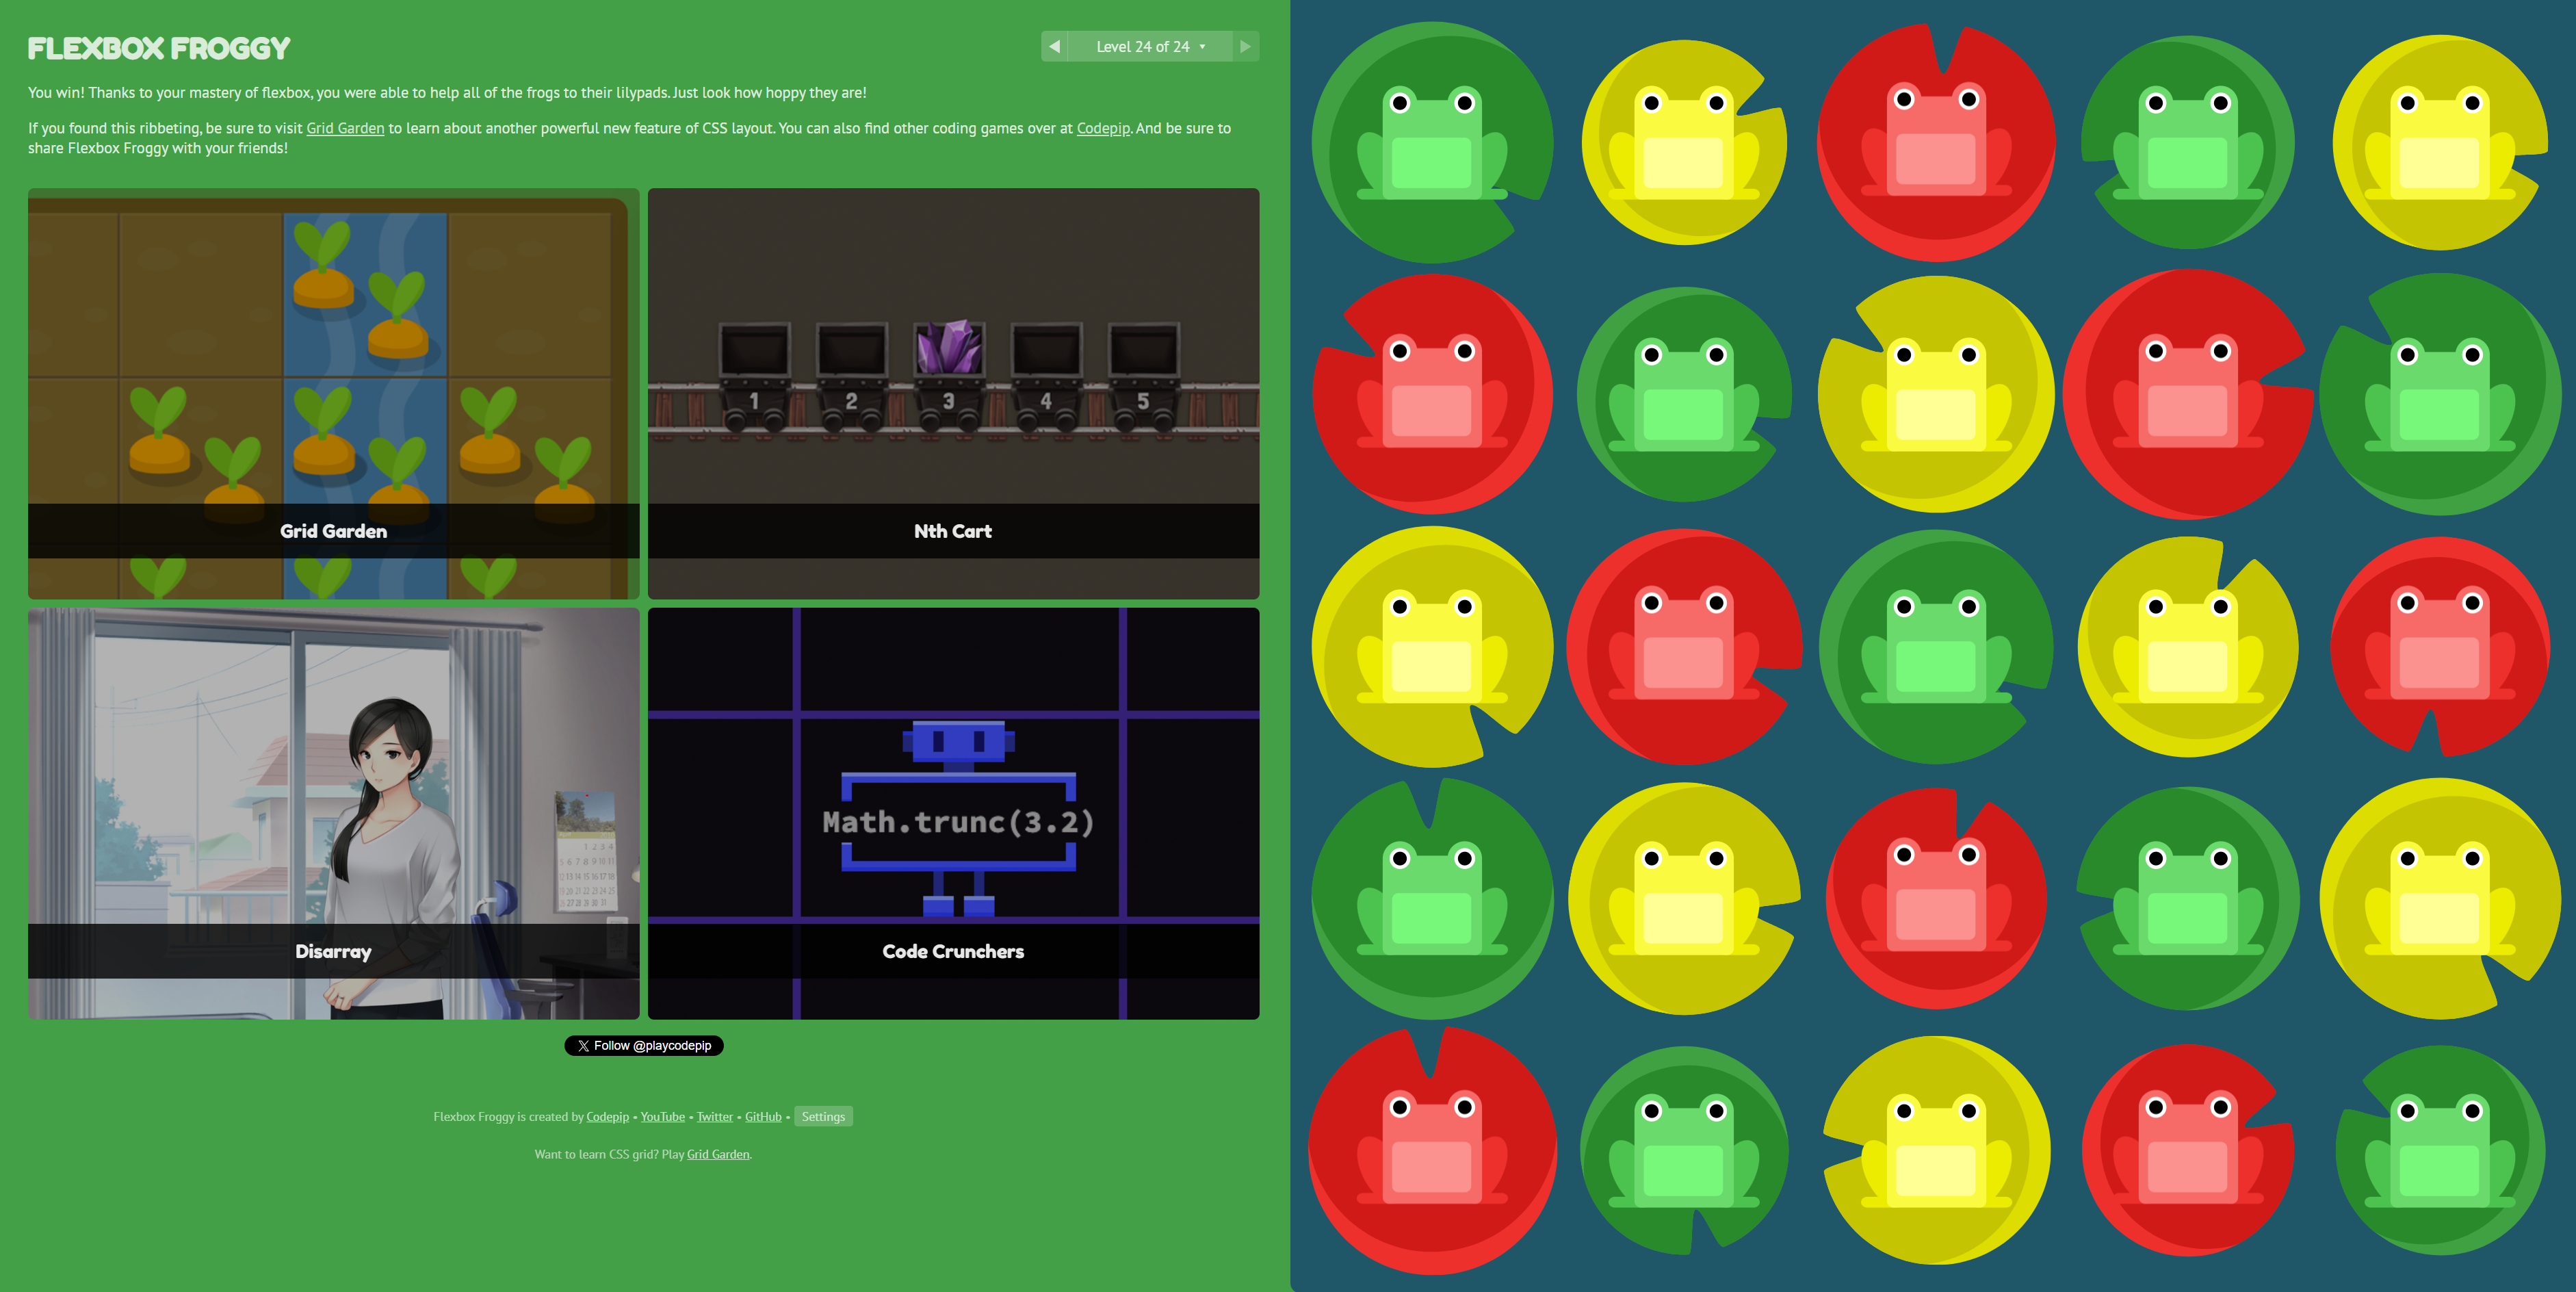 FLEXBOX FROGGY
◀ Level 24 of 24 ▼ ▶
You win! Thanks to your mastery of flexbox, you were able to help all of the frogs to their lilypads. Just look how hoppy they are!
If you found this ribbeting, be sure to visit Grid Garden to learn about another powerful new feature of CSS layout. You can also find other coding games over at Codepip. And be sure to
share Flexbox Froggy with your friends!
1 2 3 4 5
Grid Garden
Nth Cart
Math.trunc(3.2)
Disarray
Code Crunchers
X Follow @playcodepip
Flexbox Froggy is created by Codepip • YouTube • Twitter • GitHub • Settings
Want to learn CSS grid? Play Grid Garden.